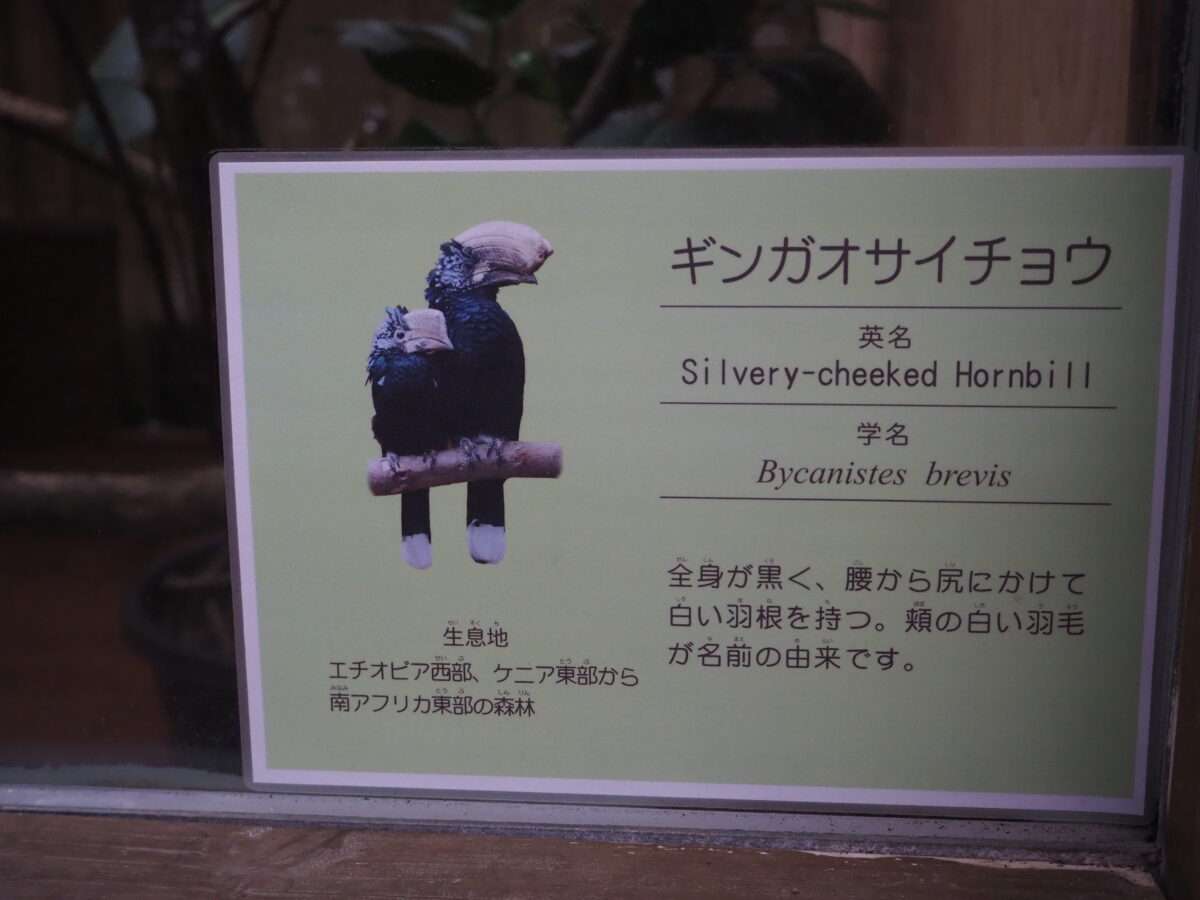 ギンガオサイチョウ
英名
Silvery-cheeked Hornbill
学名
Bycanistes brevis
全身が黒く、腰から尻にかけて
白い羽根を持つ。頬の白い羽毛
が名前の由来です。
生息地
エチオピア西部、ケニア東部から
南アフリカ東部の森林